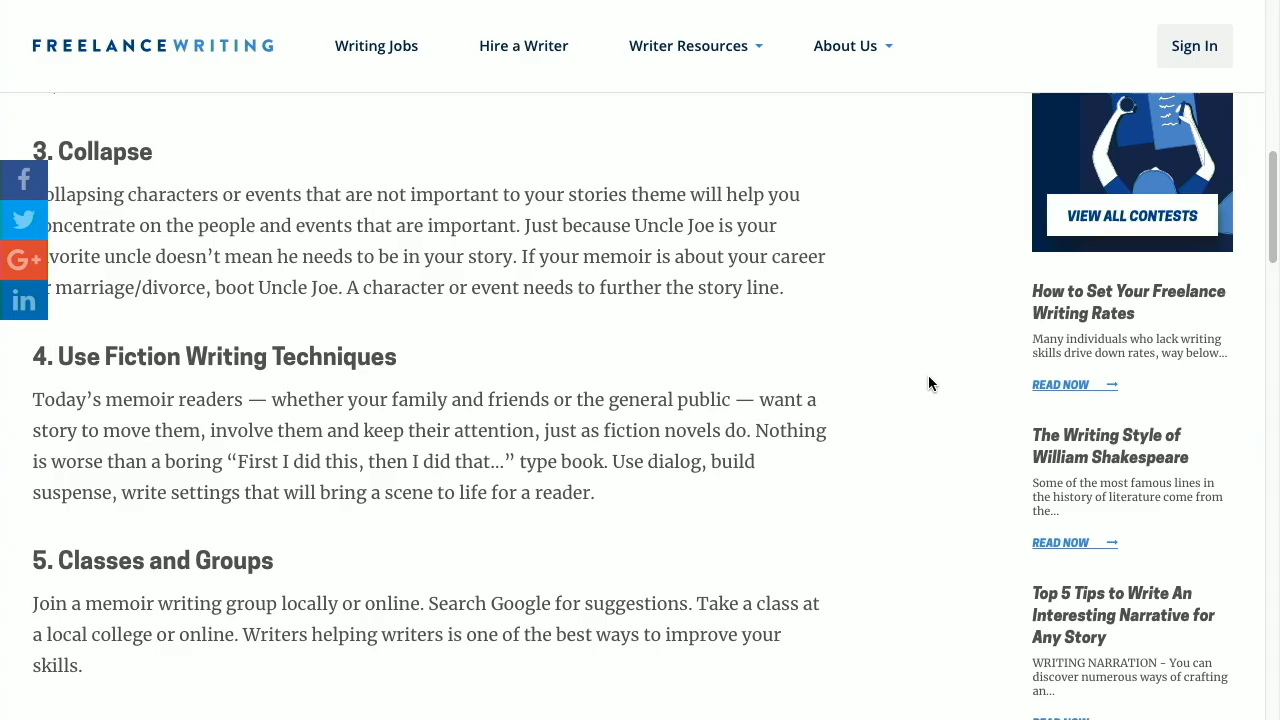 FREELANCEWRITING
Writing Jobs
Hire a Writer
Writer Resources
About Us
Sign In
3. Collapse
ollapsing characters or events that are not important to your stories theme will help you
oncentrate on the people and events that are important. Just because Uncle Joe is your
vorite uncle doesn’t mean he needs to be in your story. If your memoir is about your career
marriage/divorce, boot Uncle Joe. A character or event needs to further the story line.
4. Use Fiction Writing Techniques
Today’s memoir readers — whether your family and friends or the general public — want a
story to move them, involve them and keep their attention, just as fiction novels do. Nothing
is worse than a boring “First I did this, then I did that…” type book. Use dialog, build
suspense, write settings that will bring a scene to life for a reader.
5. Classes and Groups
Join a memoir writing group locally or online. Search Google for suggestions. Take a class at
a local college or online. Writers helping writers is one of the best ways to improve your
skills.
f
G+
in
VIEW ALL CONTESTS
How to Set Your Freelance
Writing Rates
Many individuals who lack writing
skills drive down rates, way below...
READ NOW
The Writing Style of
William Shakespeare
Some of the most famous lines in
the history of literature come from
the...
READ NOW
Top 5 Tips to Write An
Interesting Narrative for
Any Story
WRITING NARRATION - You can
discover numerous ways of crafting
an...